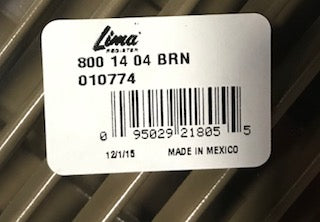 Lima
REGISTER
800 14 04 BRN
010774
0 95029 21805 5
12/1/15 MADE IN MEXICO